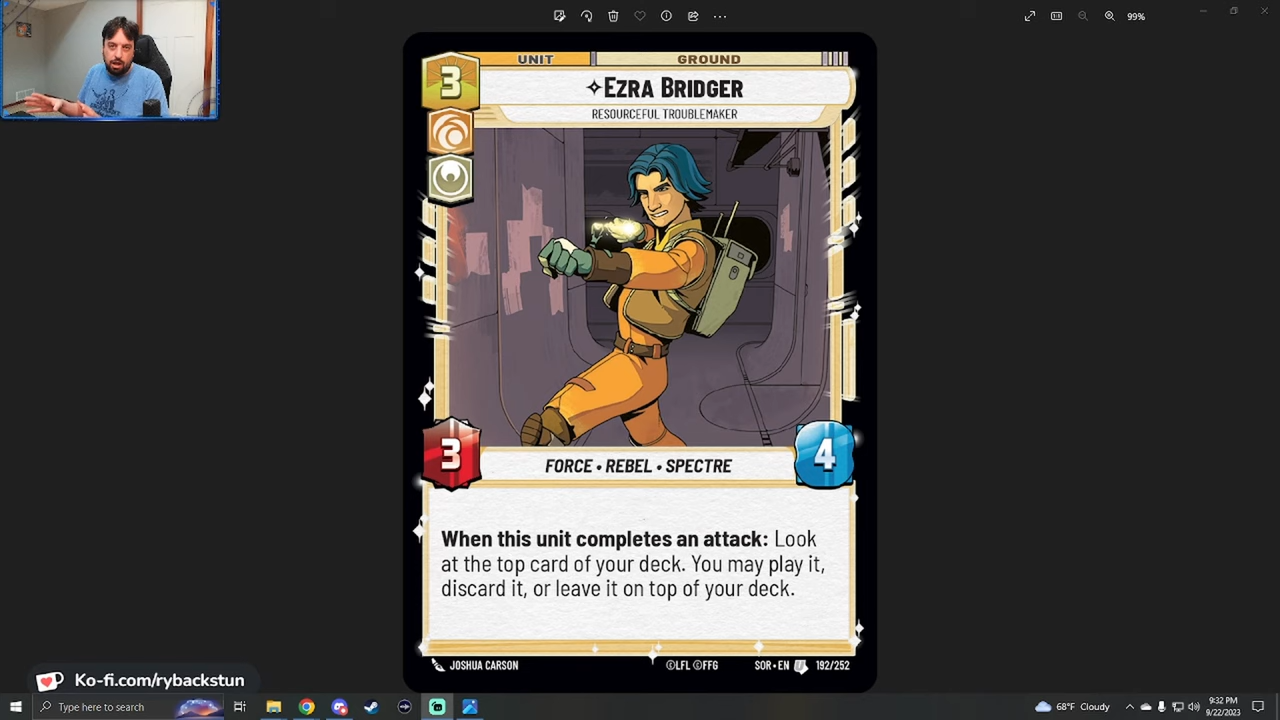 99%
UNIT
GROUND
3
EZRA BRIDGER
RESOURCEFUL TROUBLEMAKER
3
FORCE • REBEL • SPECTRE
4
When this unit completes an attack: Look
at the top card of your deck. You may play it,
discard it, or leave it on top of your deck.
JOSHUA CARSON
©LFL ©FFG
SOR•EN
192/252
Ko-fi.com/rybackstun
Type here to search
68°F Cloudy
9:32 PM
9/22/2023